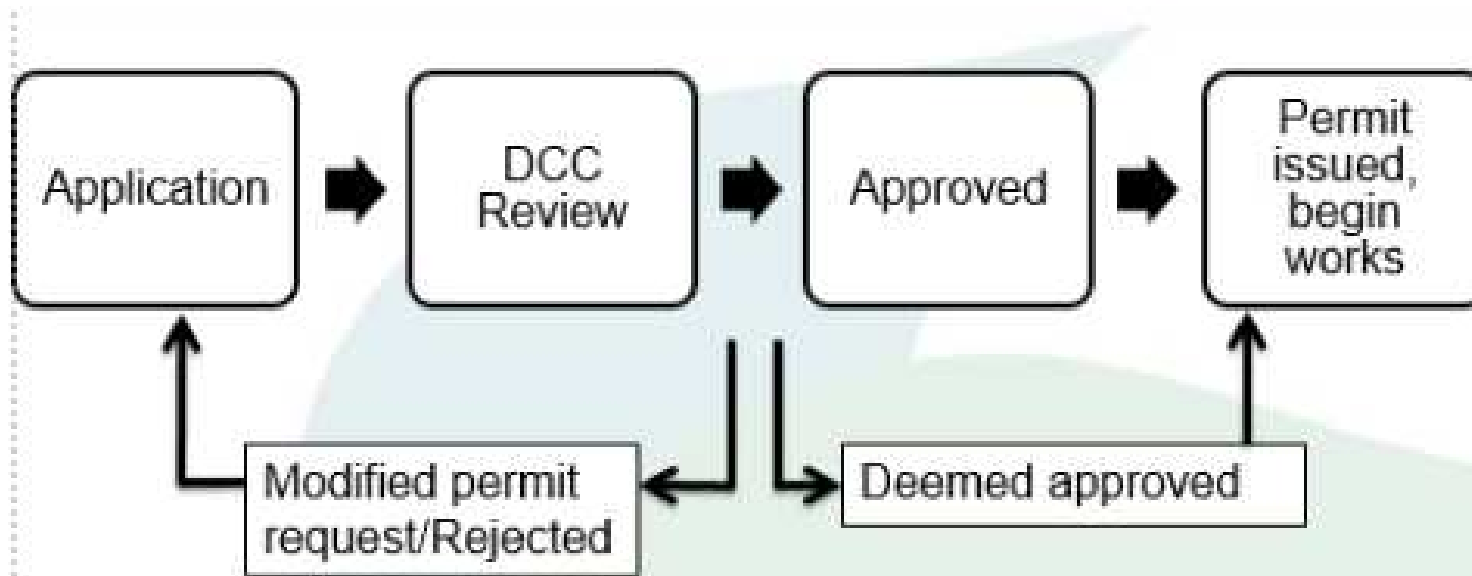 Application
DCC
Review
Approved
Permit
issued,
begin
works
Modified permit
request/Rejected
Deemed approved